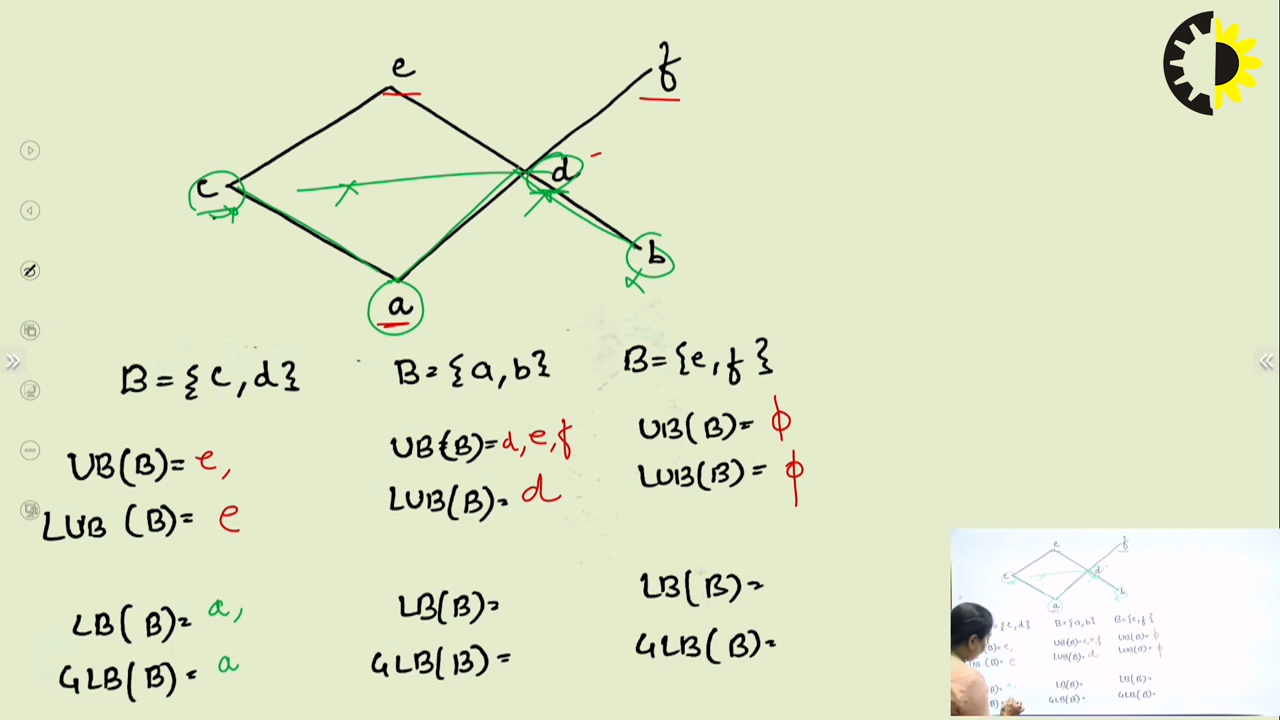 e
f
c
d
b
a
B = {c, d}
B = {a, b}
B = {e, f}
UB(B) = e,
UB(B) = d, e, f
UB(B) = ϕ
LUB (B) = e
LUB(B) = d
LUB(B) = ϕ
LB(B) = a,
LB(B) =
LB(B) =
GLB(B) = a
GLB(B) =
GLB(B) =